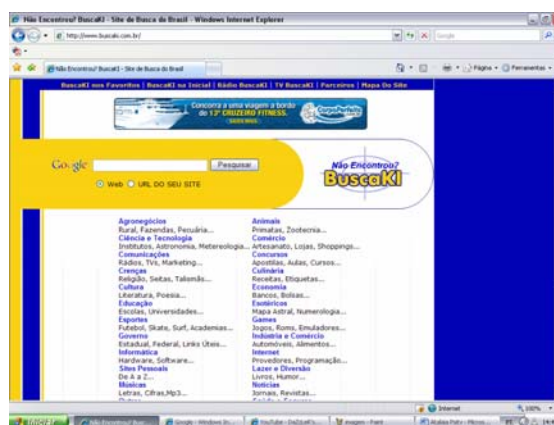 Não Encontrou? BuscaKI - Site de Busca do Brasil - Windows Internet Explorer
http://www.buscaki.com.br/
Google
Não Encontrou? BuscaKI - Site de Busca do Brasil
Página
Ferramentas
BuscaKI nos Favoritos | BuscaKI na Inicial | Rádio BuscaKI | TV BuscaKI | Parceiros | Mapa Do Site
Concorra a uma viagem a bordo
do 13º CRUZEIRO FITNESS.
Google
Pesquisar
Web
URL DO SEU SITE
Não Encontrou?
BuscaKI
Agronegócios
Rural, Fazendas, Pecuária...
Ciência e Tecnologia
Institutos, Astronomia, Metereologia...
Comunicações
Rádios, TVs, Marketing...
Crenças
Religião, Seitas, Talismãs...
Cultura
Literatura, Poesia...
Educação
Escolas, Universidades...
Esportes
Futebol, Skate, Surf, Academias...
Governo
Estadual, Federal, Links Úteis...
Informática
Hardware, Software...
Sites Pessoais
De A a Z...
Músicas
Letras, Cifras,Mp3...
Animais
Primatas, Zootecnia...
Comércio
Artesanato, Lojas, Shoppings...
Concursos
Apostilas, Aulas, Cursos...
Culinária
Receitas, Etiquetas...
Economia
Bancos, Bolsas...
Esotéricos
Mapa Astral, Numerologia...
Games
Jogos, Roms, Emuladores...
Indústria e Comércio
Automóveis, Alimentos...
Internet
Provedores, Programação...
Lazer e Diversão
Livros, Humor...
Notícias
Jornais, Revistas...
Internet
100%
Iniciar
Não Encontrou? Bus...
Google - Windows In...
imagem - Paint
PT